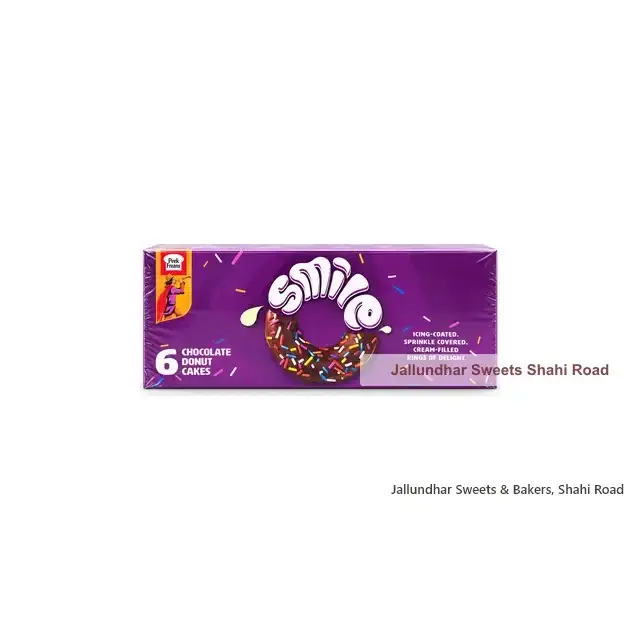 Peek
Freans
smile
6
CHOCOLATE
DONUT
CAKES
ICING-COATED.
SPRINKLE COVERED.
CREAM-FILLED
RINGS OF DELIGHT.
Jallundhar Sweets Shahi Road
Jallundhar Sweets & Bakers, Shahi Road